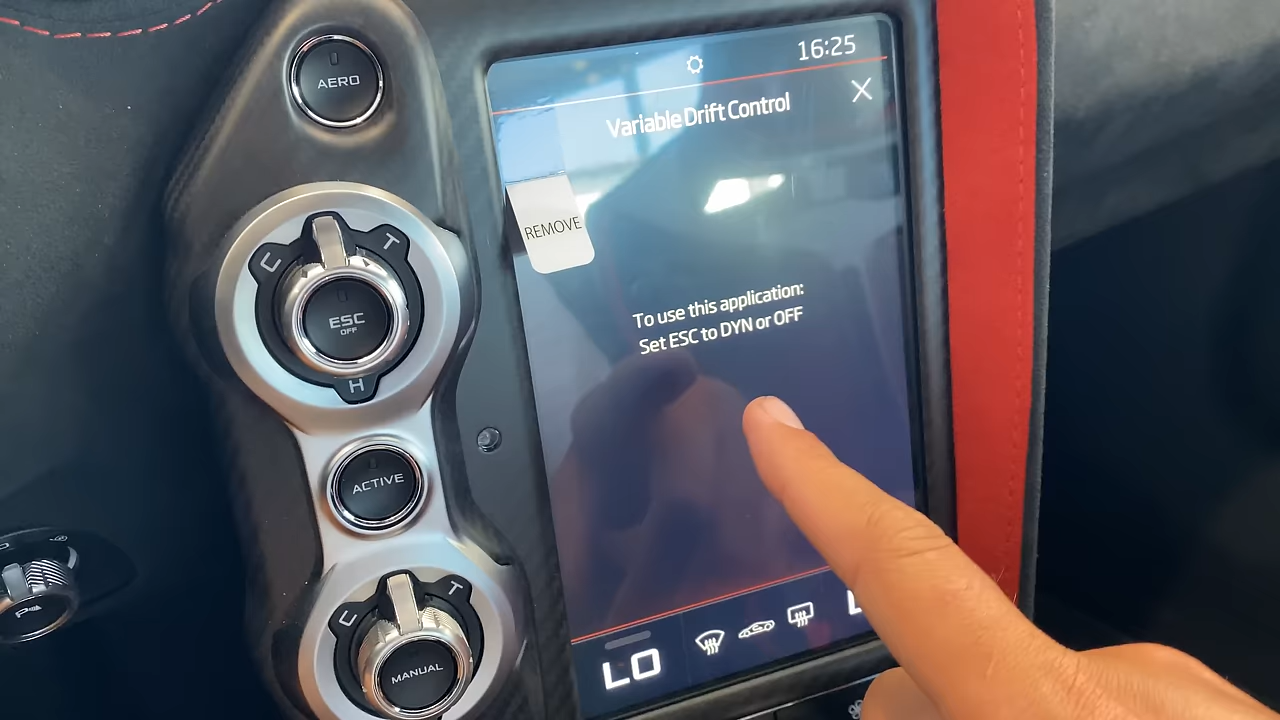 AERO
C
T
ESC
OFF
H
ACTIVE
C
T
MANUAL
16:25
Variable Drift Control
REMOVE
To use this application:
Set ESC to DYN or OFF
LO
P